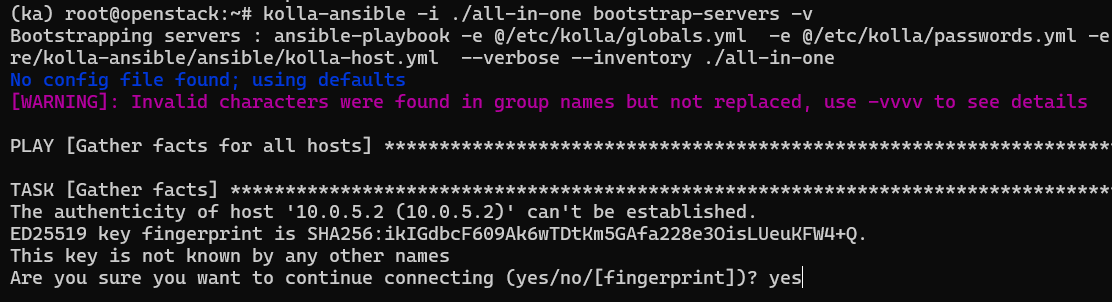 (ka) root@openstack:~# kolla-ansible -i ./all-in-one bootstrap-servers -v
Bootstrapping servers : ansible-playbook -e @/etc/kolla/globals.yml  -e @/etc/kolla/passwords.yml -e
re/kolla-ansible/ansible/kolla-host.yml  --verbose --inventory ./all-in-one
No config file found; using defaults
[WARNING]: Invalid characters were found in group names but not replaced, use -vvvv to see details
PLAY [Gather facts for all hosts] ******************************************************************
TASK [Gather facts] ********************************************************************************
The authenticity of host '10.0.5.2 (10.0.5.2)' can't be established.
ED25519 key fingerprint is SHA256:ikIGdbcF609Ak6wTDtKm5GAfa228e3OisLUeuKFW4+Q.
This key is not known by any other names
Are you sure you want to continue connecting (yes/no/[fingerprint])? yes